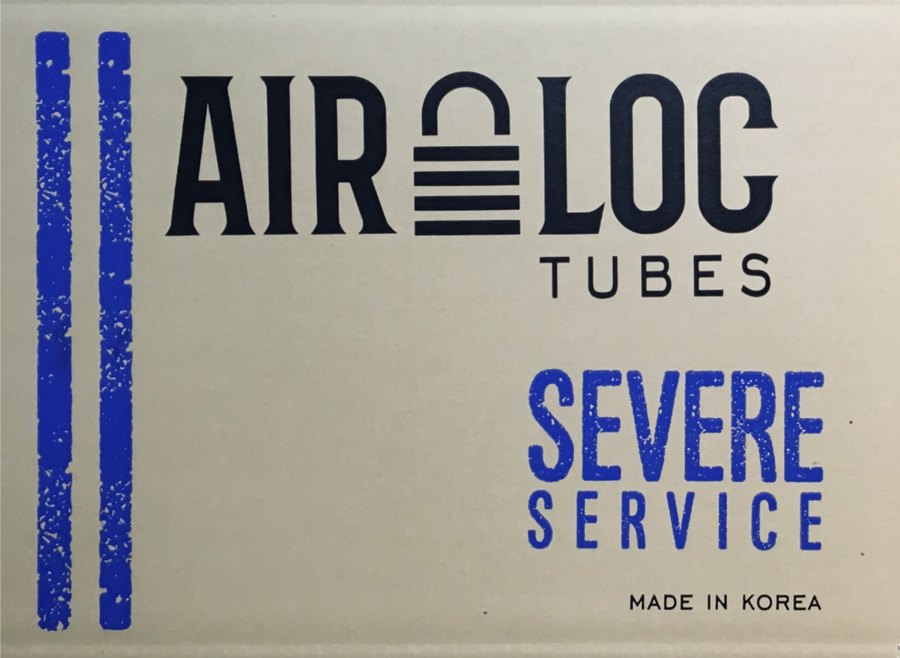 AIR LOC
TUBES
SEVERE
SERVICE
MADE IN KOREA